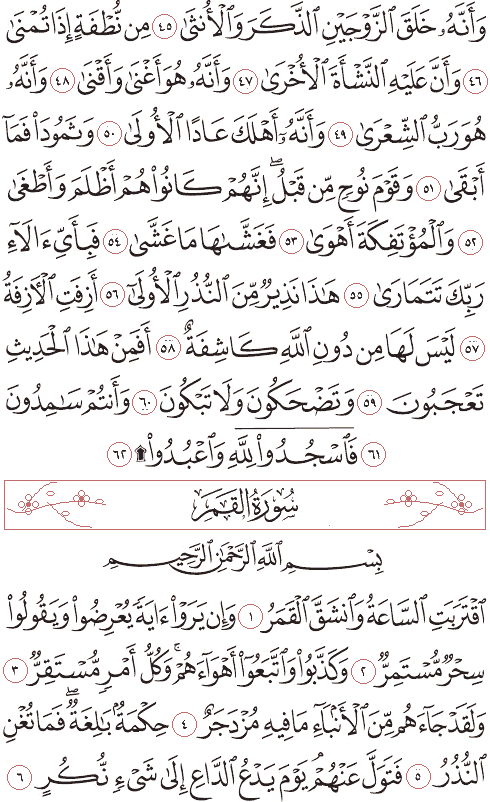 وَأَنَّهُۥ خَلَقَ ٱلزَّوْجَيْنِ ٱلذَّكَرَ وَٱلْأُنثَىٰ ٤٥ مِن نُّطْفَةٍ إِذَا تُمْنَىٰ
٤٦ وَأَنَّ عَلَيْهِ ٱلنَّشْأَةَ ٱلْأُخْرَىٰ ٤٧ وَأَنَّهُۥ هُوَ أَغْنَىٰ وَأَقْنَىٰ ٤٨ وَأَنَّهُۥ
هُوَ رَبُّ ٱلشِّعْرَىٰ ٤٩ وَأَنَّهُۥٓ أَهْلَكَ عَادًا ٱلْأُولَىٰ ٥٠ وَثَمُودَا۟ فَمَآ
أَبْقَىٰ ٥١ وَقَوْمَ نُوحٍ مِّن قَبْلُ ۖ إِنَّهُمْ كَانُوا۟ هُمْ أَظْلَمَ وَأَطْغَىٰ
٥٢ وَٱلْمُؤْتَفِكَةَ أَهْوَىٰ ٥٣ فَغَشَّىٰهَا مَا غَشَّىٰ ٥٤ فَبِأَىِّ ءَالَآءِ
رَبِّكَ تَتَمَارَىٰ ٥٥ هَٰذَا نَذِيرٌ مِّنَ ٱلنُّذُرِ ٱلْأُولَىٰٓ ٥٦ أَزِفَتِ ٱلْءَازِفَةُ
٥٧ لَيْسَ لَهَا مِن دُونِ ٱللَّهِ كَاشِفَةٌ ٥٨ أَفَمِنْ هَٰذَا ٱلْحَدِيثِ
تَعْجَبُونَ ٥٩ وَتَضْحَكُونَ وَلَا تَبْكُونَ ٦٠ وَأَنتُمْ سَٰمِدُونَ
٦١ فَٱسْجُدُوا۟ لِلَّهِ وَٱعْبُدُوا۟ ۩ ٦٢
سُورَةُ القَمَرِ
بِسْمِ ٱللَّهِ ٱلرَّحْمَٰنِ ٱلرَّحِيمِ
ٱقْتَرَبَتِ ٱلسَّاعَةُ وَٱنشَقَّ ٱلْقَمَرُ ١ وَإِن يَرَوْا۟ ءَايَةً يُعْرِضُوا۟ وَيَقُولُوا۟
سِحْرٌ مُّسْتَمِرٌّ ٢ وَكَذَّبُوا۟ وَٱتَّبَعُوٓا۟ أَهْوَآءَهُمْ ۚ وَكُلُّ أَمْرٍ مُّسْتَقِرٌّ ٣
وَلَقَدْ جَآءَهُم مِّنَ ٱلْأَنۢبَآءِ مَا فِيهِ مُزْدَجَرٌ ٤ حِكْمَةٌۢ بَٰلِغَةٌ ۖ فَمَا تُغْنِ
ٱلنُّذُرُ ٥ فَتَوَلَّ عَنْهُمْ ۘ يَوْمَ يَدْعُ ٱلدَّاعِ إِلَىٰ شَىْءٍ نُّكُرٍ ٦